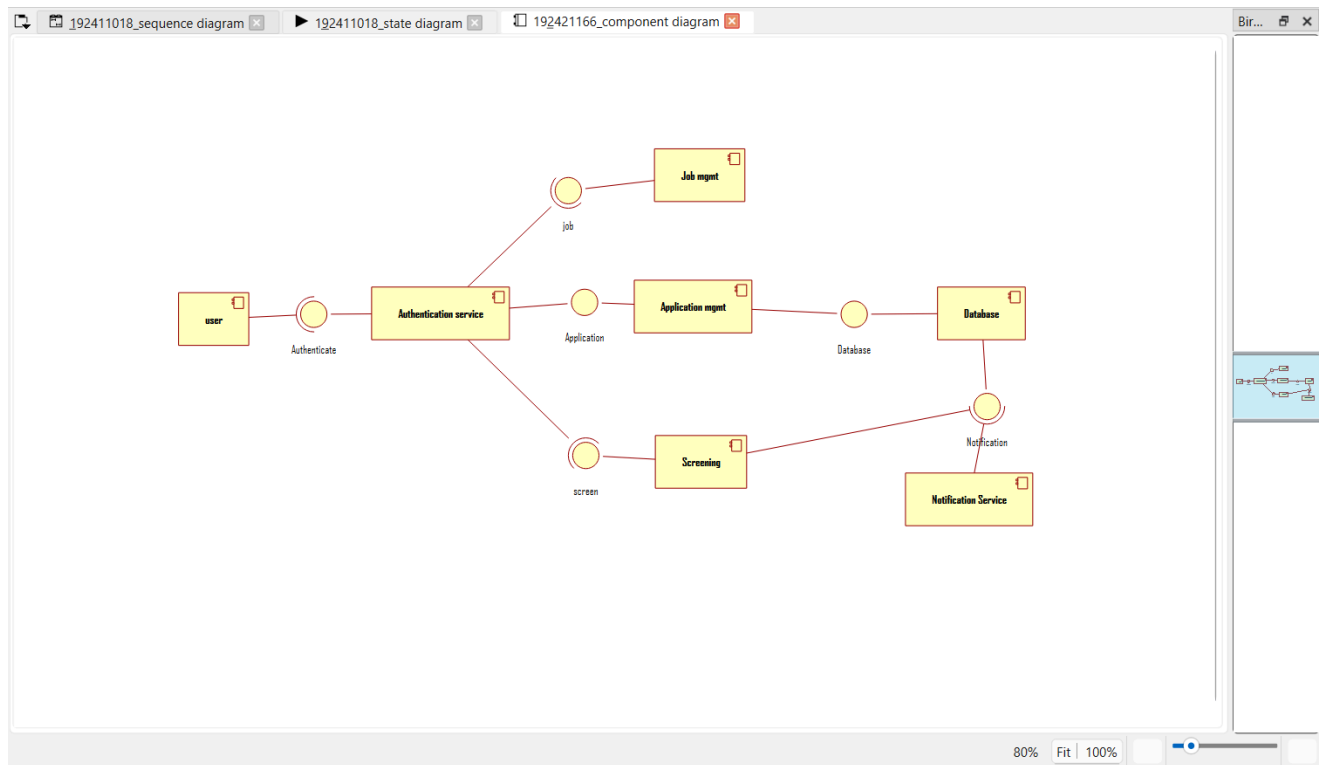 192411018_sequence diagram
192411018_state diagram
192421166_component diagram
Bir...
Job mgmt
job
user
Authenticate
Authentication service
Application
Application mgmt
Database
Database
Notification
screen
Screening
Notification Service
80%
Fit
100%